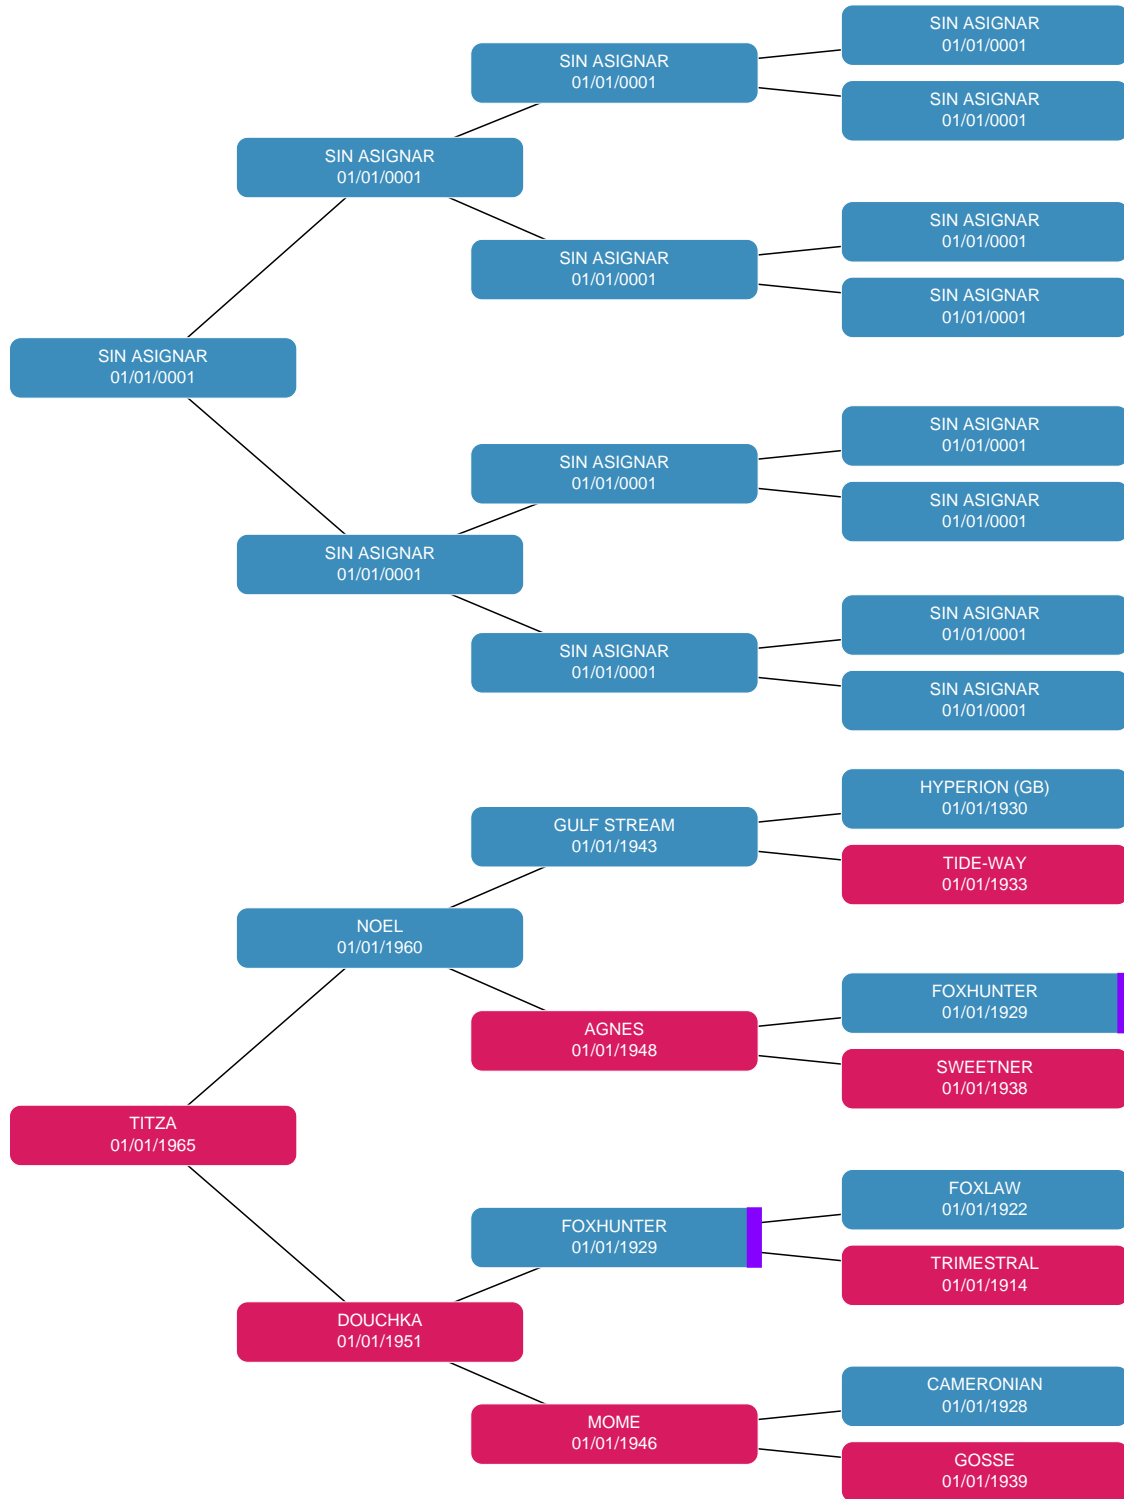 SIN ASIGNAR
01/01/0001
SIN ASIGNAR
01/01/0001
SIN ASIGNAR
01/01/0001
SIN ASIGNAR
01/01/0001
SIN ASIGNAR
01/01/0001
SIN ASIGNAR
01/01/0001
SIN ASIGNAR
01/01/0001
SIN ASIGNAR
01/01/0001
SIN ASIGNAR
01/01/0001
SIN ASIGNAR
01/01/0001
SIN ASIGNAR
01/01/0001
SIN ASIGNAR
01/01/0001
SIN ASIGNAR
01/01/0001
SIN ASIGNAR
01/01/0001
SIN ASIGNAR
01/01/0001
HYPERION (GB)
01/01/1930
GULF STREAM
01/01/1943
TIDE-WAY
01/01/1933
NOEL
01/01/1960
FOXHUNTER
01/01/1929
AGNES
01/01/1948
SWEETNER
01/01/1938
TITZA
01/01/1965
FOXLAW
01/01/1922
FOXHUNTER
01/01/1929
TRIMESTRAL
01/01/1914
DOUCHKA
01/01/1951
CAMERONIAN
01/01/1928
MOME
01/01/1946
GOSSE
01/01/1939